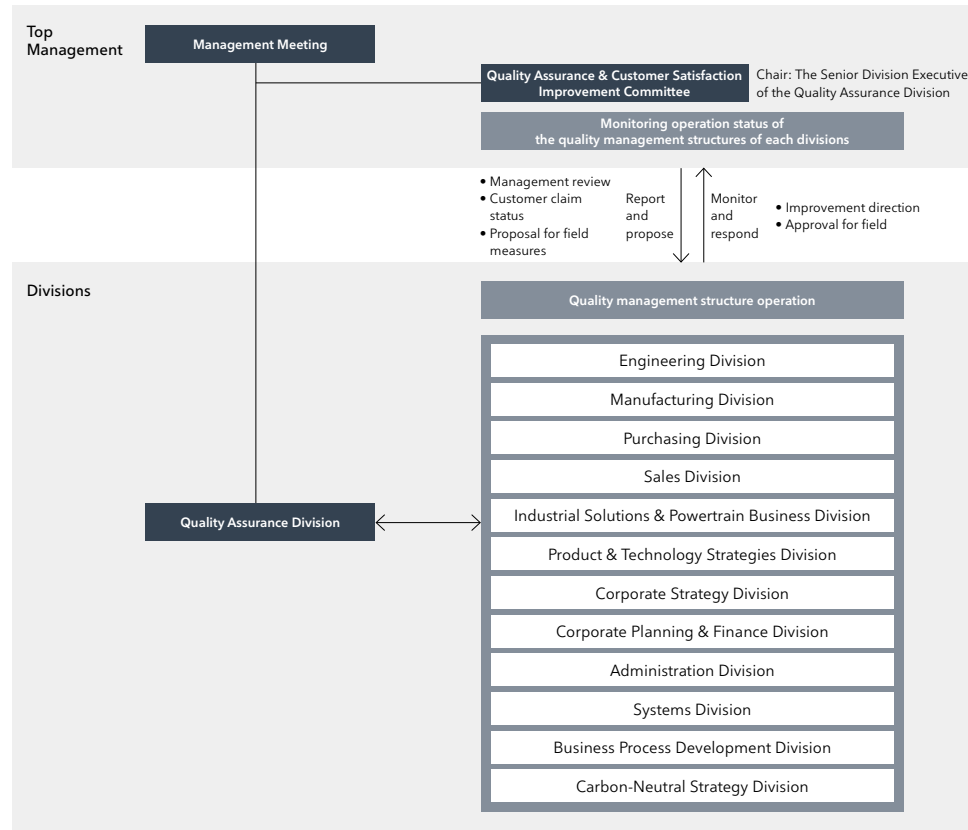 Top
Management
Management Meeting
Quality Assurance & Customer Satisfaction
Improvement Committee
Chair: The Senior Division Executive
of the Quality Assurance Division
Monitoring operation status of
the quality management structures of each divisions
• Management review
• Customer claim
status
• Proposal for field
measures
Report
and
propose
Monitor
and
respond
• Improvement direction
• Approval for field
Divisions
Quality management structure operation
Engineering Division
Manufacturing Division
Purchasing Division
Sales Division
Quality Assurance Division
Industrial Solutions & Powertrain Business Division
Product & Technology Strategies Division
Corporate Strategy Division
Corporate Planning & Finance Division
Administration Division
Systems Division
Business Process Development Division
Carbon-Neutral Strategy Division